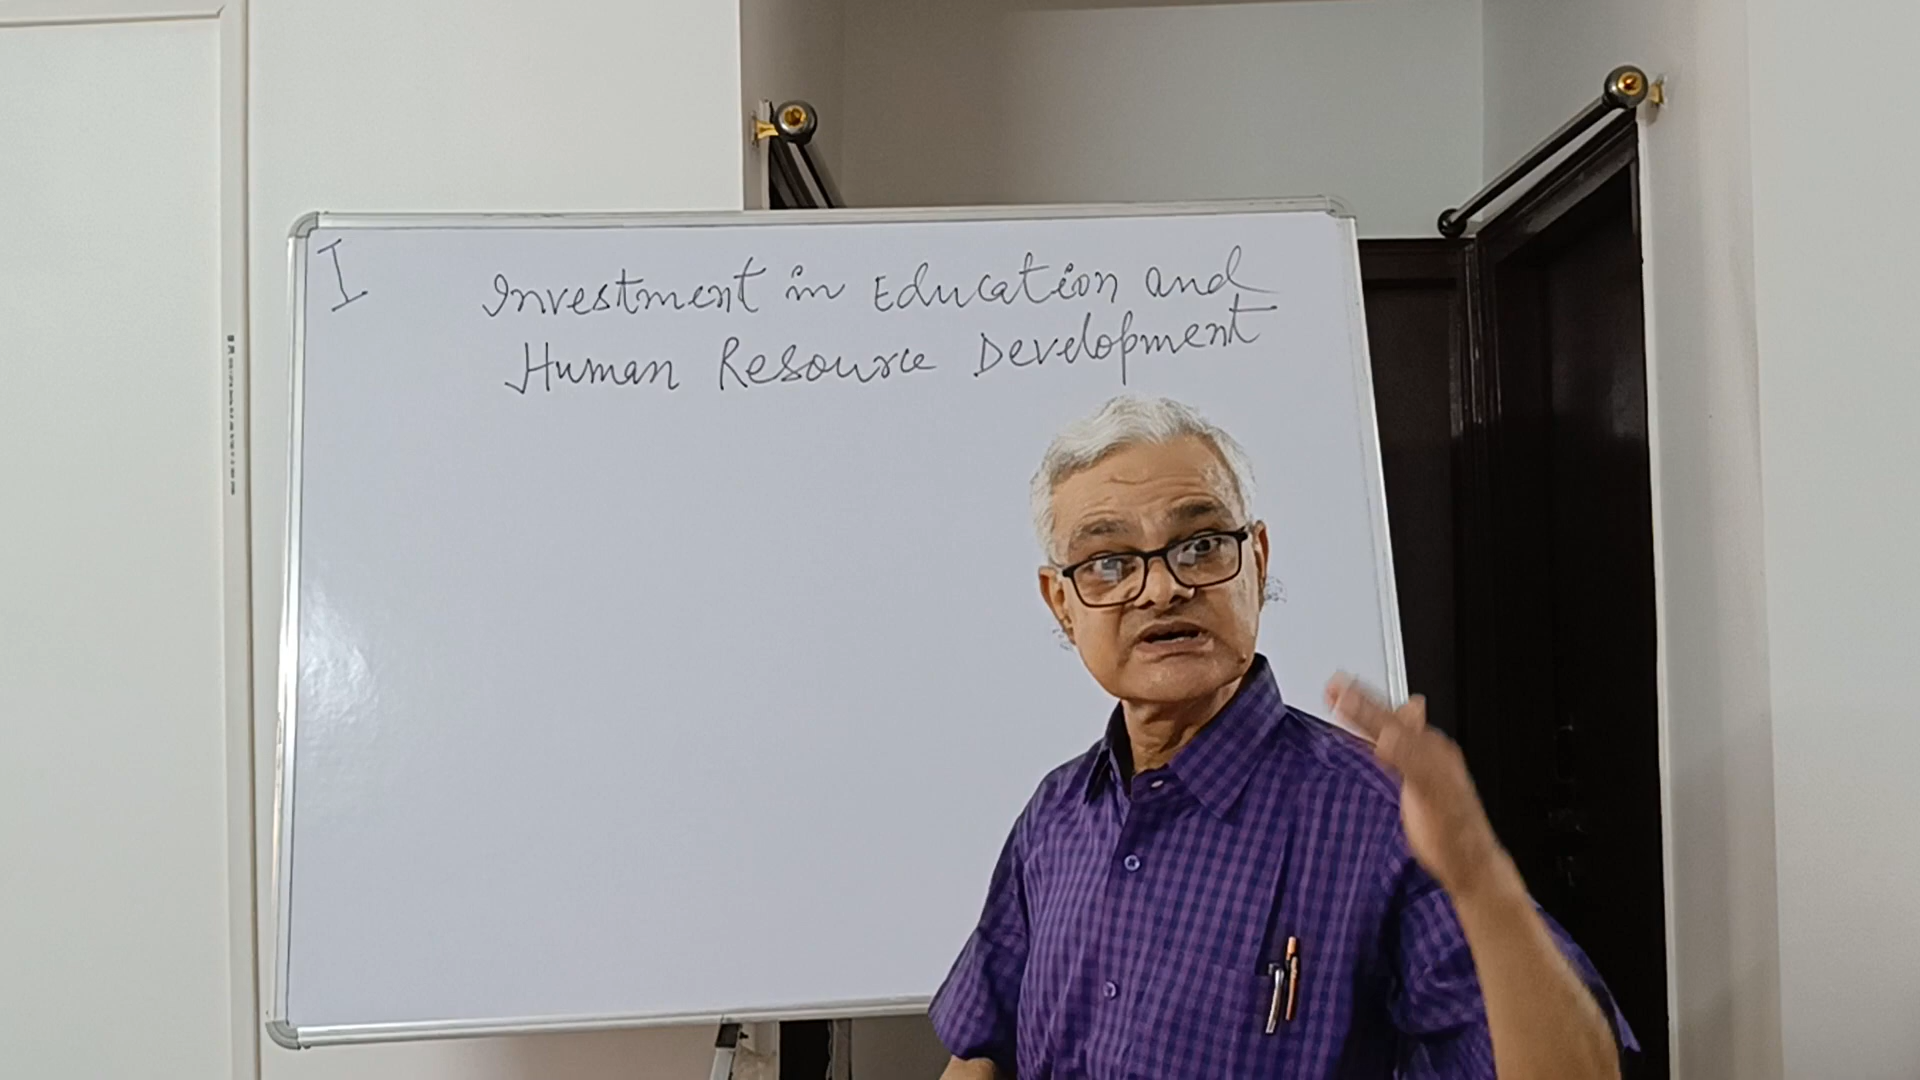 I
Investment in Education and
Human Resource Development